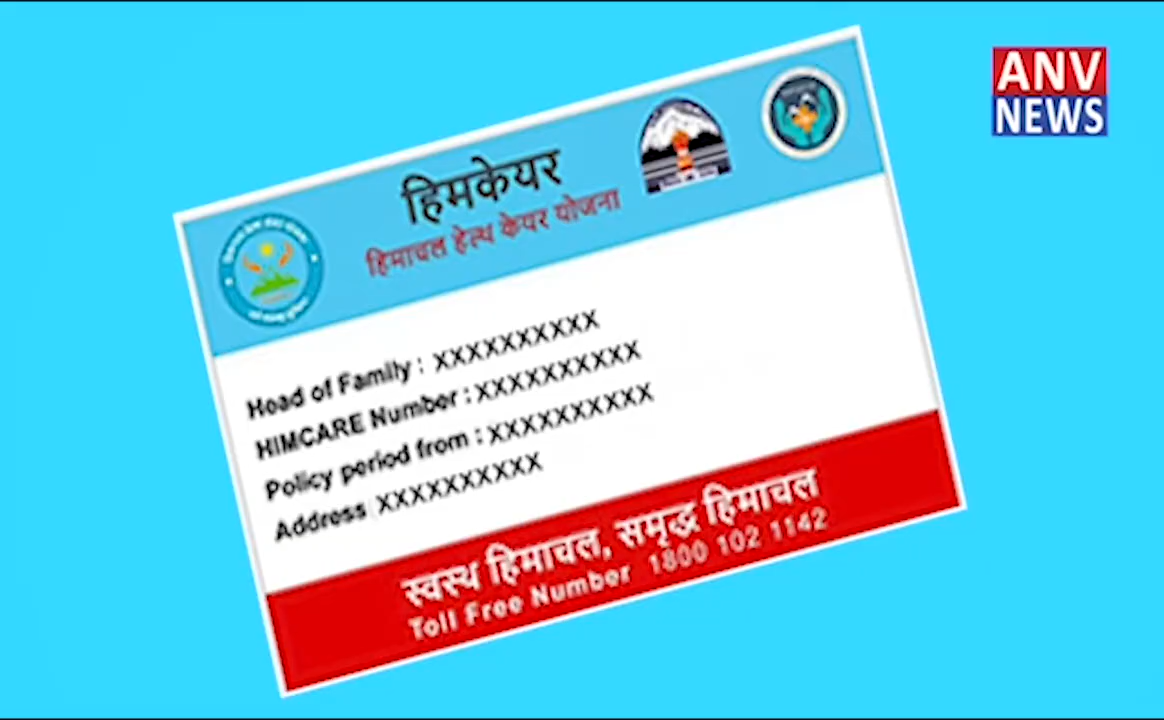 ANV
NEWS
हिमकेयर
हिमाचल हेल्थ केयर योजना
Head of Family : XXXXXXXXXX
HIMCARE Number : XXXXXXXXXX
Policy period from : XXXXXXXXXX
Address XXXXXXXXXX
स्वस्थ हिमाचल, समृद्ध हिमाचल
Toll Free Number 1800 102 1142